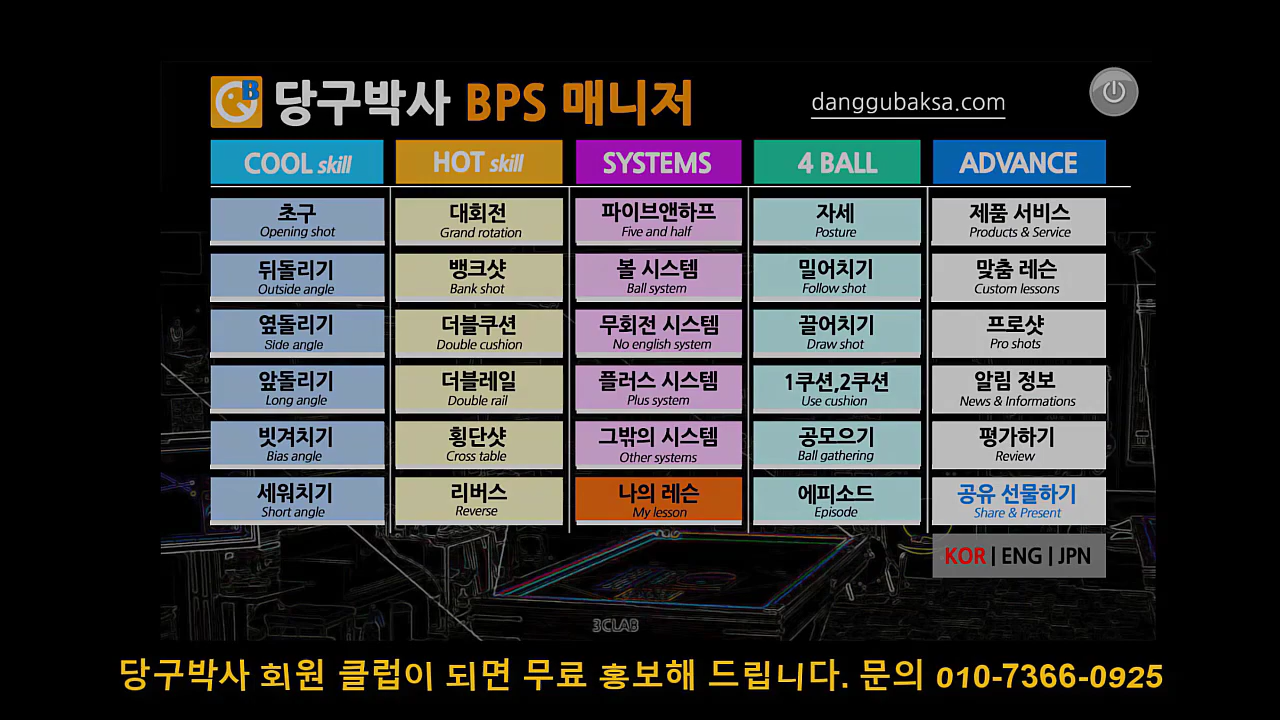 B 당구박사 BPS 매니저
danggubaksa.com
COOL skill
HOT skill
SYSTEMS
4 BALL
ADVANCE
초구
Opening shot
대회전
Grand rotation
파이브앤하프
Five and half
자세
Posture
제품 서비스
Products & Service
뒤돌리기
Outside angle
뱅크샷
Bank shot
볼 시스템
Ball system
밀어치기
Follow shot
맞춤 레슨
Custom lessons
옆돌리기
Side angle
더블쿠션
Double cushion
무회전 시스템
No english system
끌어치기
Draw shot
프로샷
Pro shots
앞돌리기
Long angle
더블레일
Double rail
플러스 시스템
Plus system
1쿠션,2쿠션
Use cushion
알림 정보
News & Informations
빗겨치기
Bias angle
횡단샷
Cross table
그밖의 시스템
Other systems
공모으기
Ball gathering
평가하기
Review
세워치기
Short angle
리버스
Reverse
나의 레슨
My lesson
에피소드
Episode
공유 선물하기
Share & Present
KOR | ENG | JPN
3CLAB
당구박사 회원 클럽이 되면 무료 홍보해 드립니다. 문의 010-7366-0925